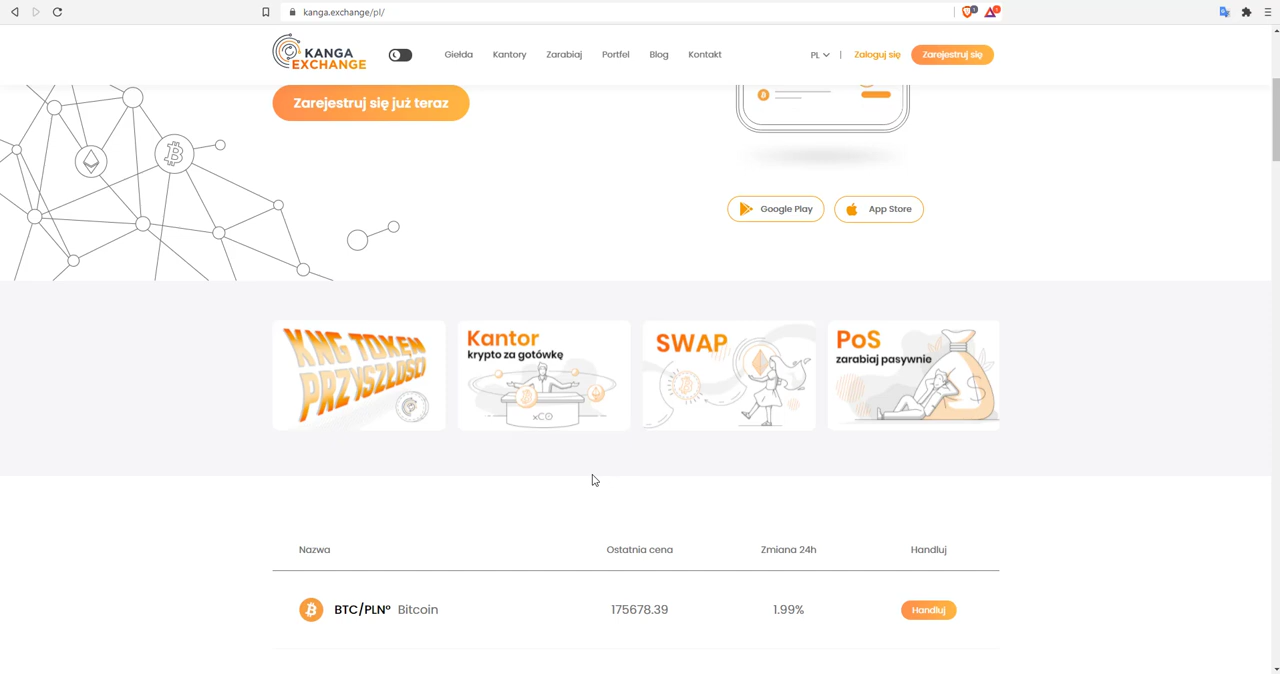 kanga.exchange/pl/
KANGA EXCHANGE
Giełda
Kantory
Zarabiaj
Portfel
Blog
Kontakt
PL
Zaloguj się
Zarejestruj się
Zarejestruj się już teraz
Google Play
App Store
KNG TOKEN
PRZYSZŁOŚCI
Kantor
krypto za gotówkę
xCO
SWAP
PoS
zarabiaj pasywnie
Nazwa
Ostatnia cena
Zmiana 24h
Handluj
BTC/PLNº Bitcoin
175678.39
1.99%
Handluj